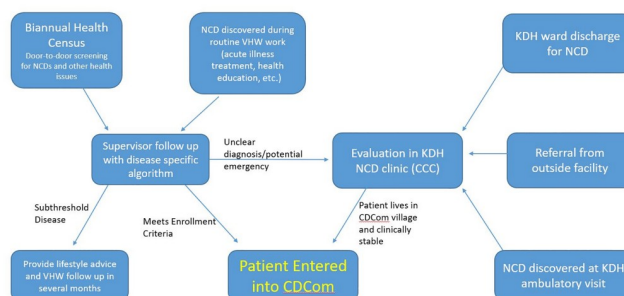 Biannual Health
Census
Door-to-door screening
for NCDs and other health
issues
NCD discovered during
routine VHW work
(acute illness
treatment, health
education, etc.)
KDH ward discharge
for NCD
Supervisor follow up
with disease specific
algorithm
Unclear
diagnosis/potential
emergency
Evaluation in KDH
NCD clinic (CCC)
Referral from
outside facility
Subthreshold
Disease
Meets Enrollment
Criteria
Patient lives in
CDCom village
and clinically
stable
Provide lifestyle advice
and VHW follow up in
several months
Patient Entered
into CDCom
NCD discovered at KDH
ambulatory visit